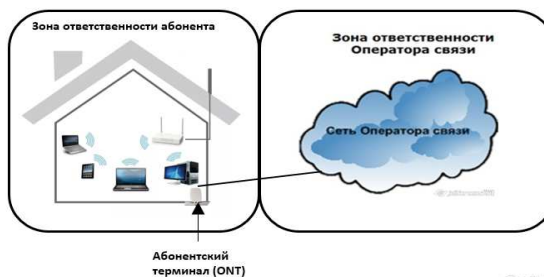 Зона ответственности абонента
Зона ответственности
Оператора связи
Сеть Оператора связи
Абонентский
терминал (ONT)